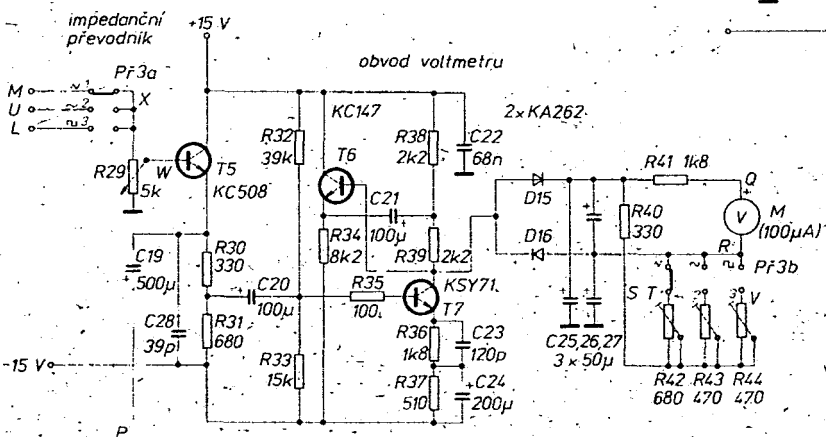 impedanční
převodník
+15 V
obvod voltmetru
Př3a
M
U
L
~1
~2
~3
X
KC147
2×KA262
R32
39k
R38
2k2
C22
68n
R41 1k8
Q
T6
R29
5k
W
T5
KC508
D15
+
V
M
(100µA)
C21
100µ
R40
330
C19
500µ
R30
330
R34
8k2
R39
2k2
D16
R
C20
100µ
R35
100
KSY71
T7
Př3b
S
T
V
C28
39p
R31
680
R36
1k8
C23
120p
C25,26,27
3×50µ
-15 V
R33
15k
R37
510
C24
200µ
R42
680
R43
470
R44
470
P